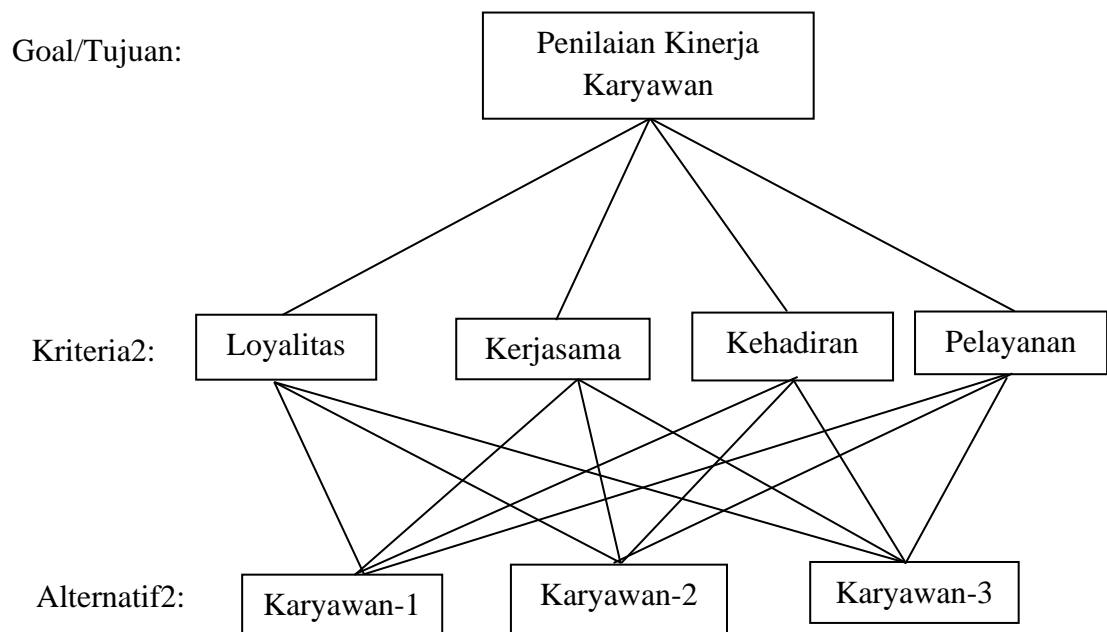 Goal/Tujuan:
Penilaian Kinerja
Karyawan
Kriteria2:
Loyalitas
Kerjasama
Kehadiran
Pelayanan
Alternatif2:
Karyawan-1
Karyawan-2
Karyawan-3